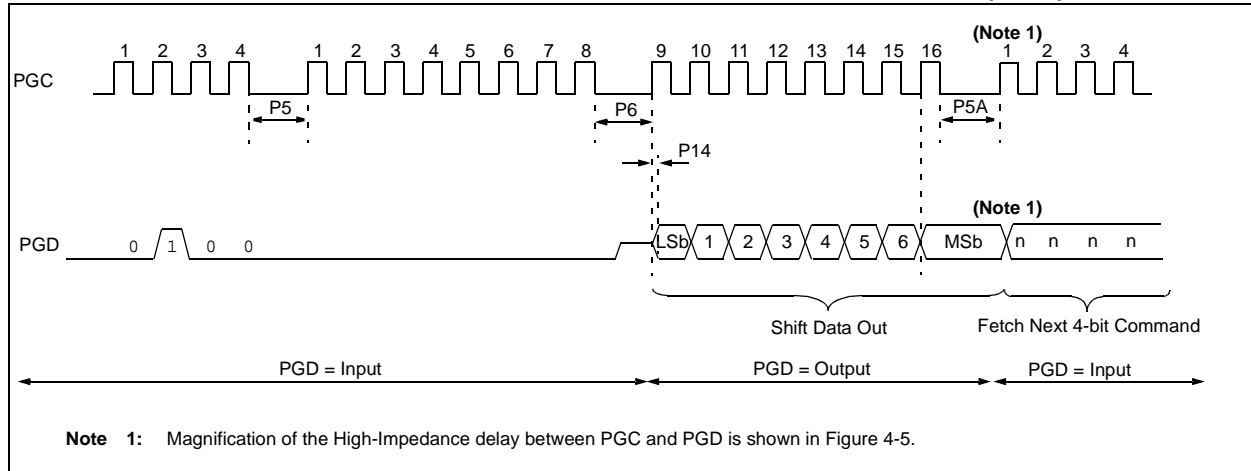 (Note 1)
1 2 3 4 1 2 3 4 5 6 7 8 9 10 11 12 13 14 15 16 1 2 3 4
PGC
P5 P6 P5A
P14
(Note 1)
PGD 0 1 0 0 LSb 1 2 3 4 5 6 MSb n n n n
Shift Data Out Fetch Next 4-bit Command
PGD = Input PGD = Output PGD = Input
Note 1: Magnification of the High-Impedance delay between PGC and PGD is shown in Figure 4-5.